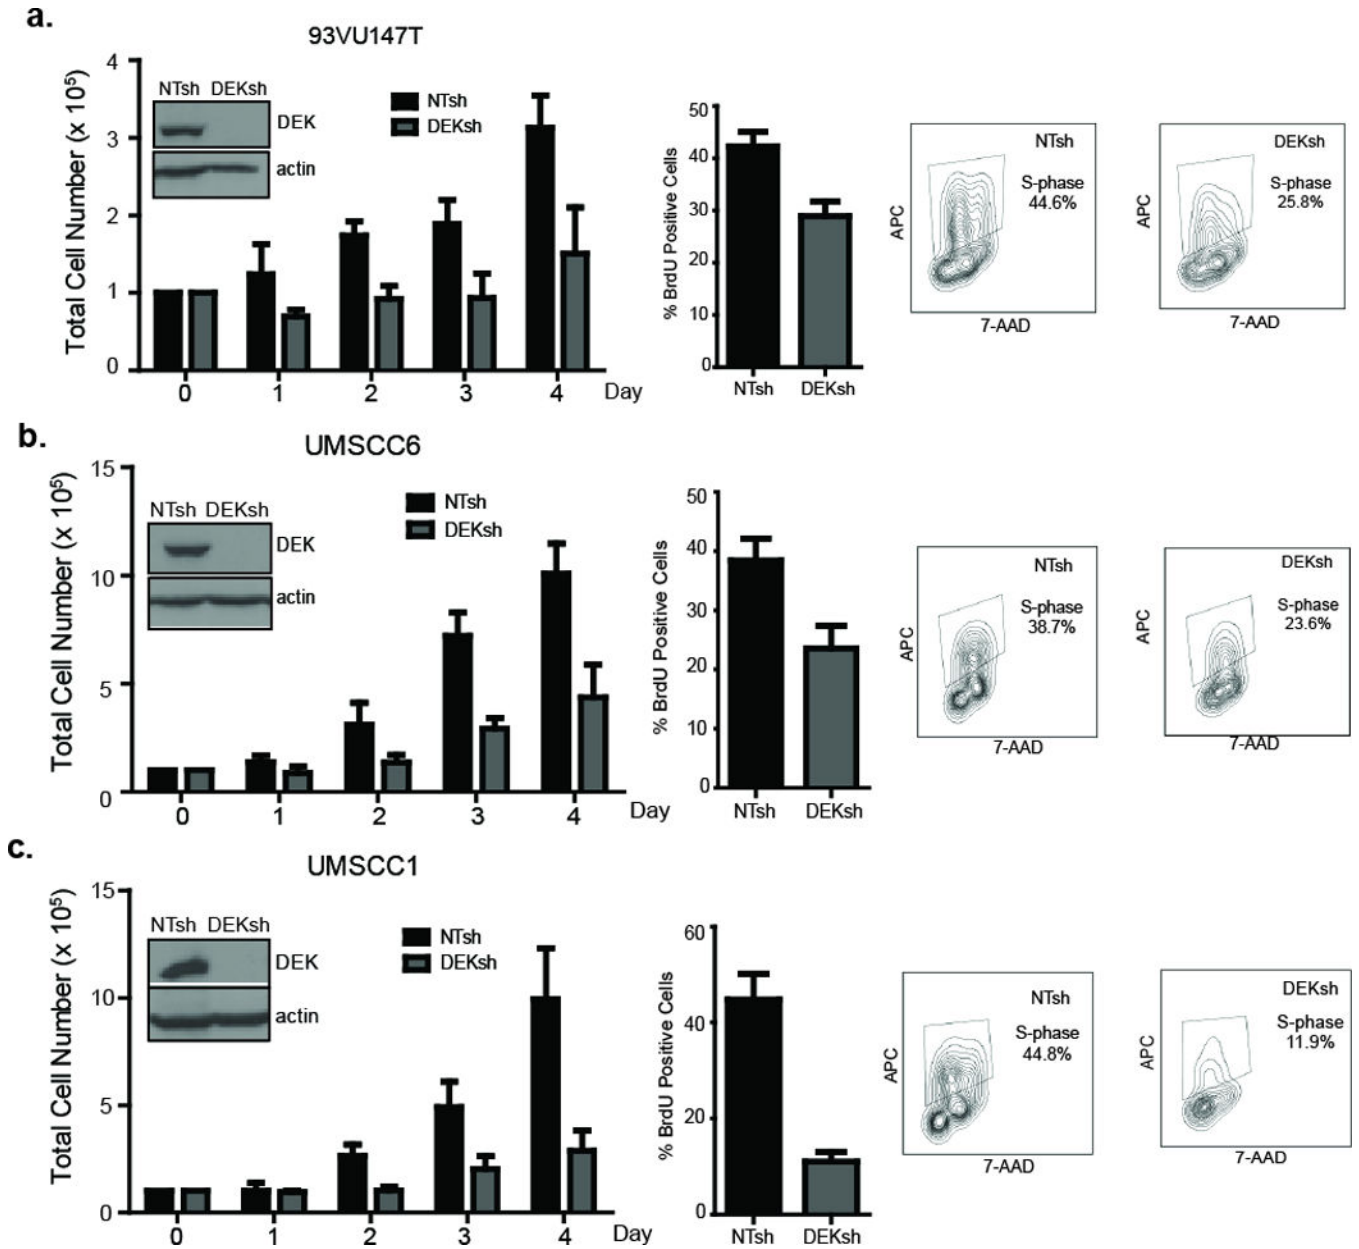 a.
93VU147T
Total Cell Number (x 10⁵)
4
3
2
1
0
NTsh DEKsh
DEK
actin
NTsh
DEKsh
0 1 2 3 4 Day
% BrdU Positive Cells
50
40
30
20
10
0
NTsh DEKsh
APC
NTsh
S-phase
44.6%
7-AAD
APC
DEKsh
S-phase
25.8%
7-AAD
b.
UMSCC6
Total Cell Number (x 10⁵)
15
10
5
0
NTsh DEKsh
DEK
actin
NTsh
DEKsh
0 1 2 3 4 Day
% BrdU Positive Cells
50
40
30
20
10
0
NTsh DEKsh
APC
NTsh
S-phase
38.7%
7-AAD
APC
DEKsh
S-phase
23.6%
7-AAD
c.
UMSCC1
Total Cell Number (x 10⁵)
15
10
5
0
NTsh DEKsh
DEK
actin
NTsh
DEKsh
0 1 2 3 4 Day
% BrdU Positive Cells
60
40
20
0
NTsh DEKsh
APC
NTsh
S-phase
44.8%
7-AAD
APC
DEKsh
S-phase
11.9%
7-AAD